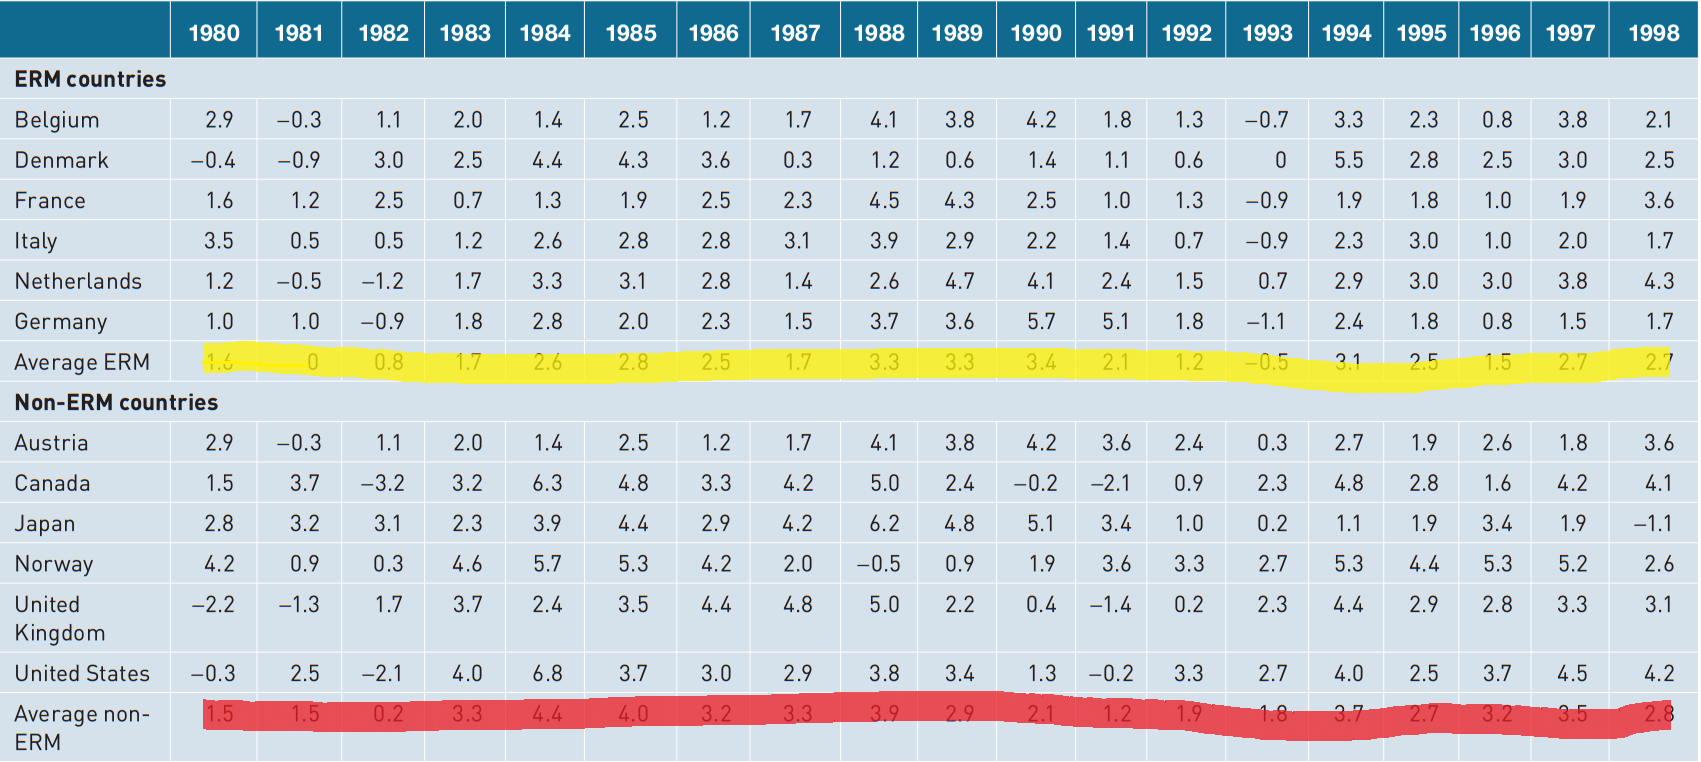 1980 1981 1982 1983 1984 1985 1986 1987 1988 1989 1990 1991 1992 1993 1994 1995 1996 1997 1998
ERM countries
Belgium 2.9 −0.3 1.1 2.0 1.4 2.5 1.2 1.7 4.1 3.8 4.2 1.8 1.3 −0.7 3.3 2.3 0.8 3.8 2.1
Denmark −0.4 −0.9 3.0 2.5 4.4 4.3 3.6 0.3 1.2 0.6 1.4 1.1 0.6 0 5.5 2.8 2.5 3.0 2.5
France 1.6 1.2 2.5 0.7 1.3 1.9 2.5 2.3 4.5 4.3 2.5 1.0 1.3 −0.9 1.9 1.8 1.0 1.9 3.6
Italy 3.5 0.5 0.5 1.2 2.6 2.8 2.8 3.1 3.9 2.9 2.2 1.4 0.7 −0.9 2.3 3.0 1.0 2.0 1.7
Netherlands 1.2 −0.5 −1.2 1.7 3.3 3.1 2.8 1.4 2.6 4.7 4.1 2.4 1.5 0.7 2.9 3.0 3.0 3.8 4.3
Germany 1.0 1.0 −0.9 1.8 2.8 2.0 2.3 1.5 3.7 3.6 5.7 5.1 1.8 −1.1 2.4 1.8 0.8 1.5 1.7
Average ERM 1.6 0 0.8 1.7 2.6 2.8 2.5 1.7 3.3 3.3 3.4 2.1 1.2 −0.5 3.1 2.5 1.5 2.7 2.7
Non-ERM countries
Austria 2.9 −0.3 1.1 2.0 1.4 2.5 1.2 1.7 4.1 3.8 4.2 3.6 2.4 0.3 2.7 1.9 2.6 1.8 3.6
Canada 1.5 3.7 −3.2 3.2 6.3 4.8 3.3 4.2 5.0 2.4 −0.2 −2.1 0.9 2.3 4.8 2.8 1.6 4.2 4.1
Japan 2.8 3.2 3.1 2.3 3.9 4.4 2.9 4.2 6.2 4.8 5.1 3.4 1.0 0.2 1.1 1.9 3.4 1.9 −1.1
Norway 4.2 0.9 0.3 4.6 5.7 5.3 4.2 2.0 −0.5 0.9 1.9 3.6 3.3 2.7 5.3 4.4 5.3 5.2 2.6
United −2.2 −1.3 1.7 3.7 2.4 3.5 4.4 4.8 5.0 2.2 0.4 −1.4 0.2 2.3 4.4 2.9 2.8 3.3 3.1
Kingdom
United States −0.3 2.5 −2.1 4.0 6.8 3.7 3.0 2.9 3.8 3.4 1.3 −0.2 3.3 2.7 4.0 2.5 3.7 4.5 4.2
Average non- 1.5 1.5 0.2 3.3 4.4 4.0 3.2 3.3 3.9 2.9 2.1 1.2 1.9 1.8 3.7 2.7 3.2 3.5 2.8
ERM